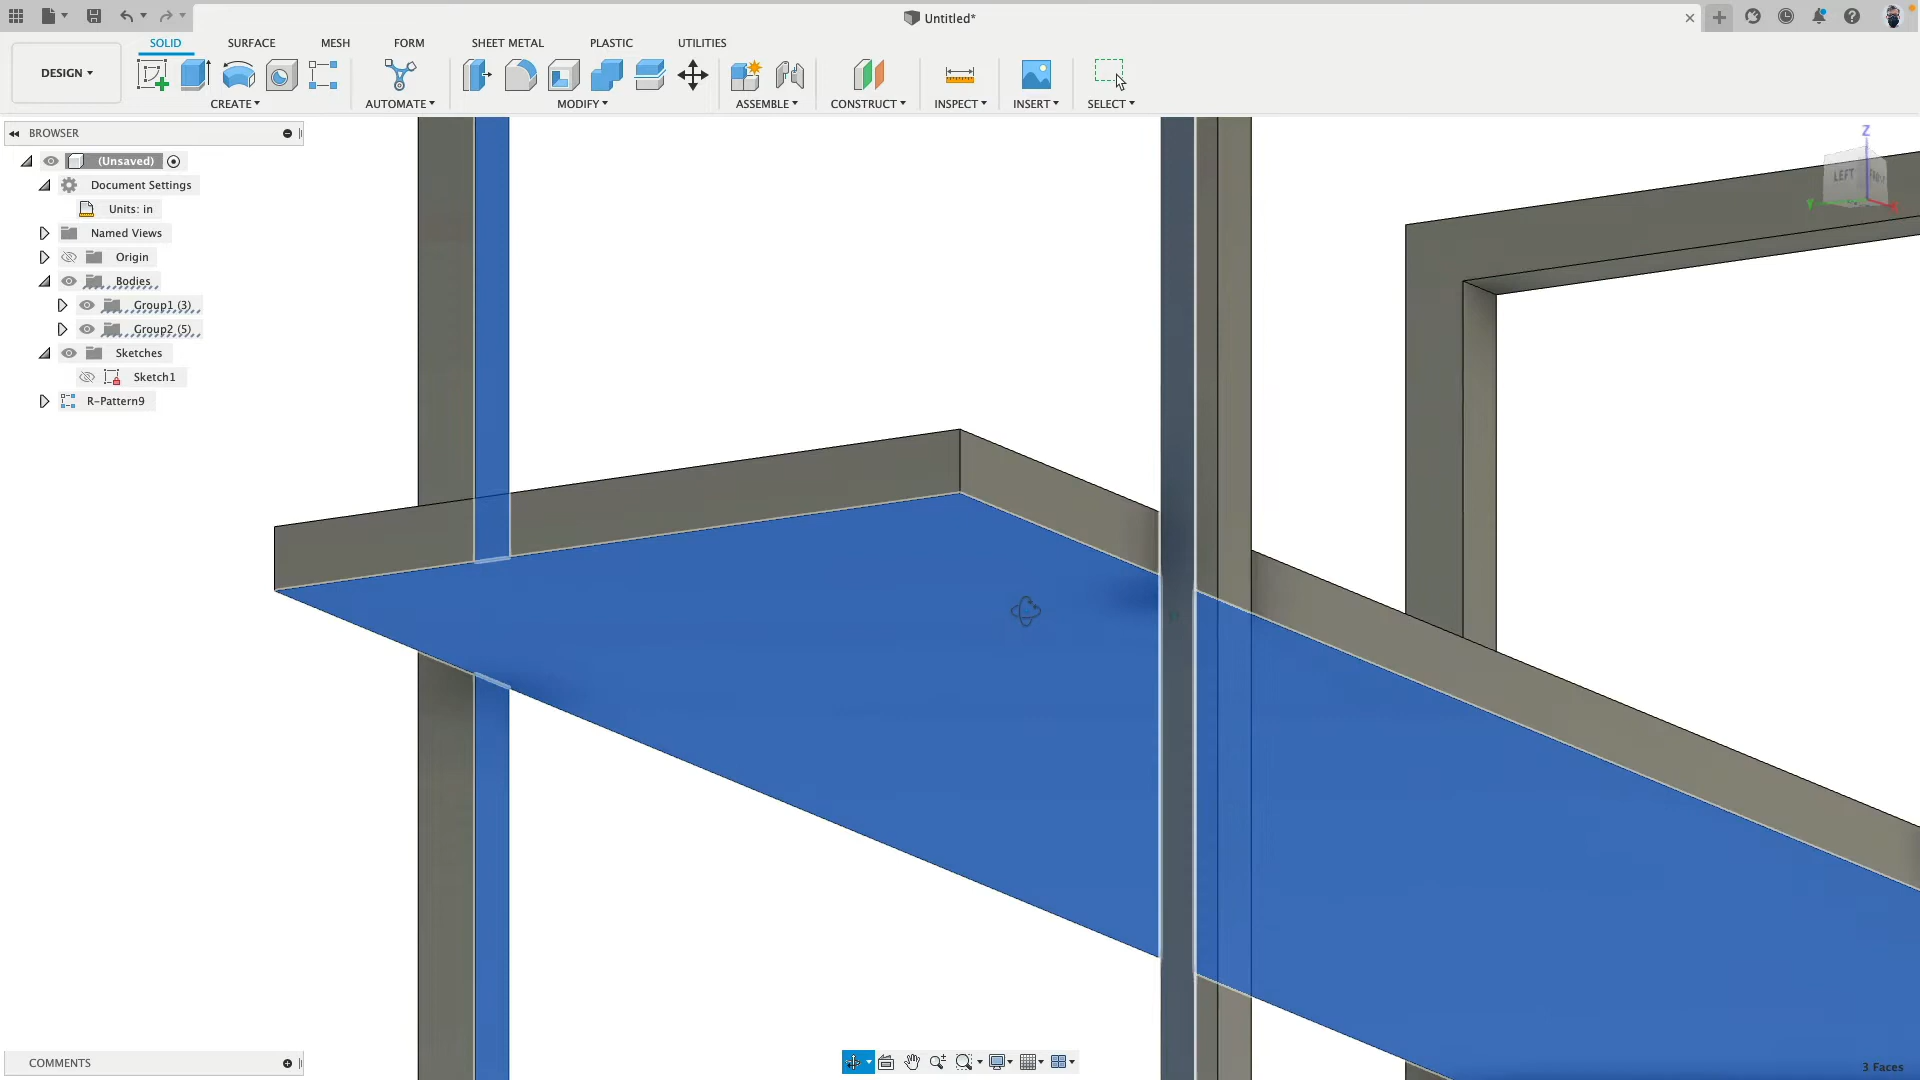 Untitled*
SOLID SURFACE MESH FORM SHEET METAL PLASTIC UTILITIES
DESIGN
CREATE AUTOMATE MODIFY ASSEMBLE CONSTRUCT INSPECT INSERT SELECT
BROWSER
(Unsaved)
Document Settings
Units: in
Named Views
Origin
Bodies
Group1 (3)
Group2 (5)
Sketches
Sketch1
R-Pattern9
Z
LEFT
FRONT
Y
COMMENTS
3 Faces